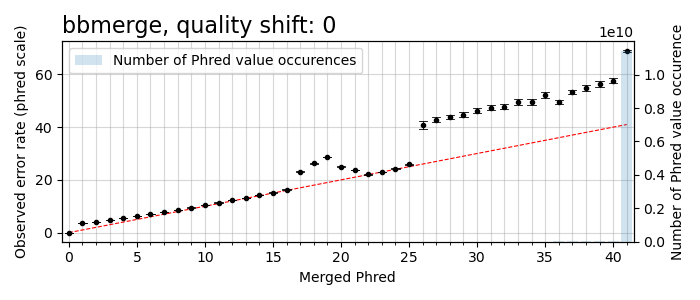 bbmerge, quality shift: 0
1e10
Number of Phred value occurences
Observed error rate (phred scale)
60
40
20
0
1.0
0.8
0.6
0.4
0.2
0.0
Number of Phred value occurence
0 5 10 15 20 25 30 35 40
Merged Phred